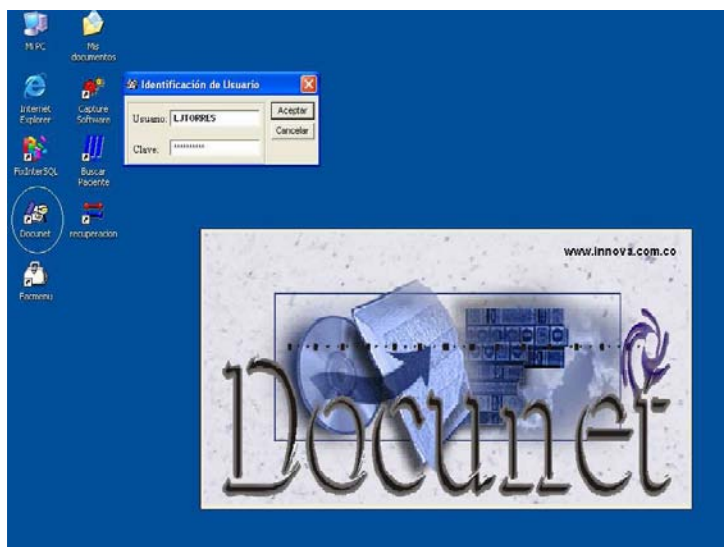 Mi PC
Mis
documentos
Internet
Explorer
Capture
Software
FixInterSQL
Buscar
Paciente
Docunet
recuperacion
Facmenu
Identificación de Usuario
Usuario:
LJTORRES
Aceptar
Clave:
**********
Cancelar
www.innova.com.co
Docunet